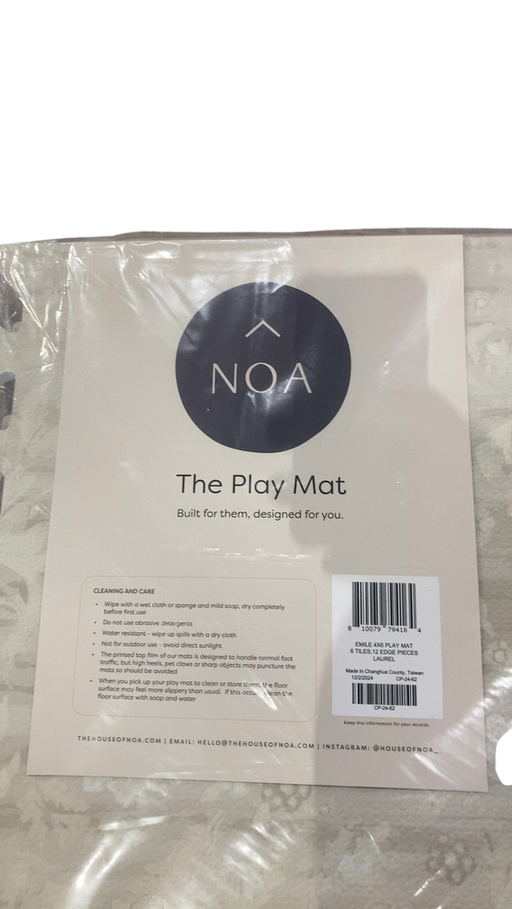 NOA
The Play Mat
Built for them, designed for you.
CLEANING AND CARE
• Wipe with a wet cloth or sponge and mild soap, dry completely
before first use
• Do not use abrasive detergents
• Water resistant - wipe up spills with a dry cloth
• Not for outdoor use - avoid direct sunlight
• The printed top film of our mats is designed to handle normal foot
traffic, but high heels, pet claws or sharp objects may puncture the
mats so should be avoided
• When you pick up your play mat to clean or store them, the floor
surface may feel more slippery than usual. If this occurs, clean the
floor surface with soap and water
8 10079 79416 4
EMILE 4X6 PLAY MAT
6 TILES,12 EDGE PIECES
LAUREL
Made In Changhua County, Taiwan
12/2/2024 CP-24-62
CP-24-62
Keep this information for your records.
THEHOUSEOFNOA.COM | EMAIL: HELLO@THEHOUSEOFNOA.COM | INSTAGRAM: @HOUSEOFNOA_